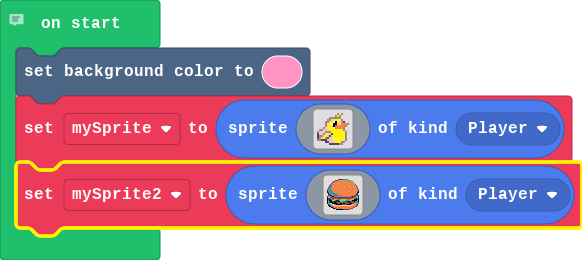 on start
set background color to
set mySprite to sprite of kind Player
set mySprite2 to sprite of kind Player